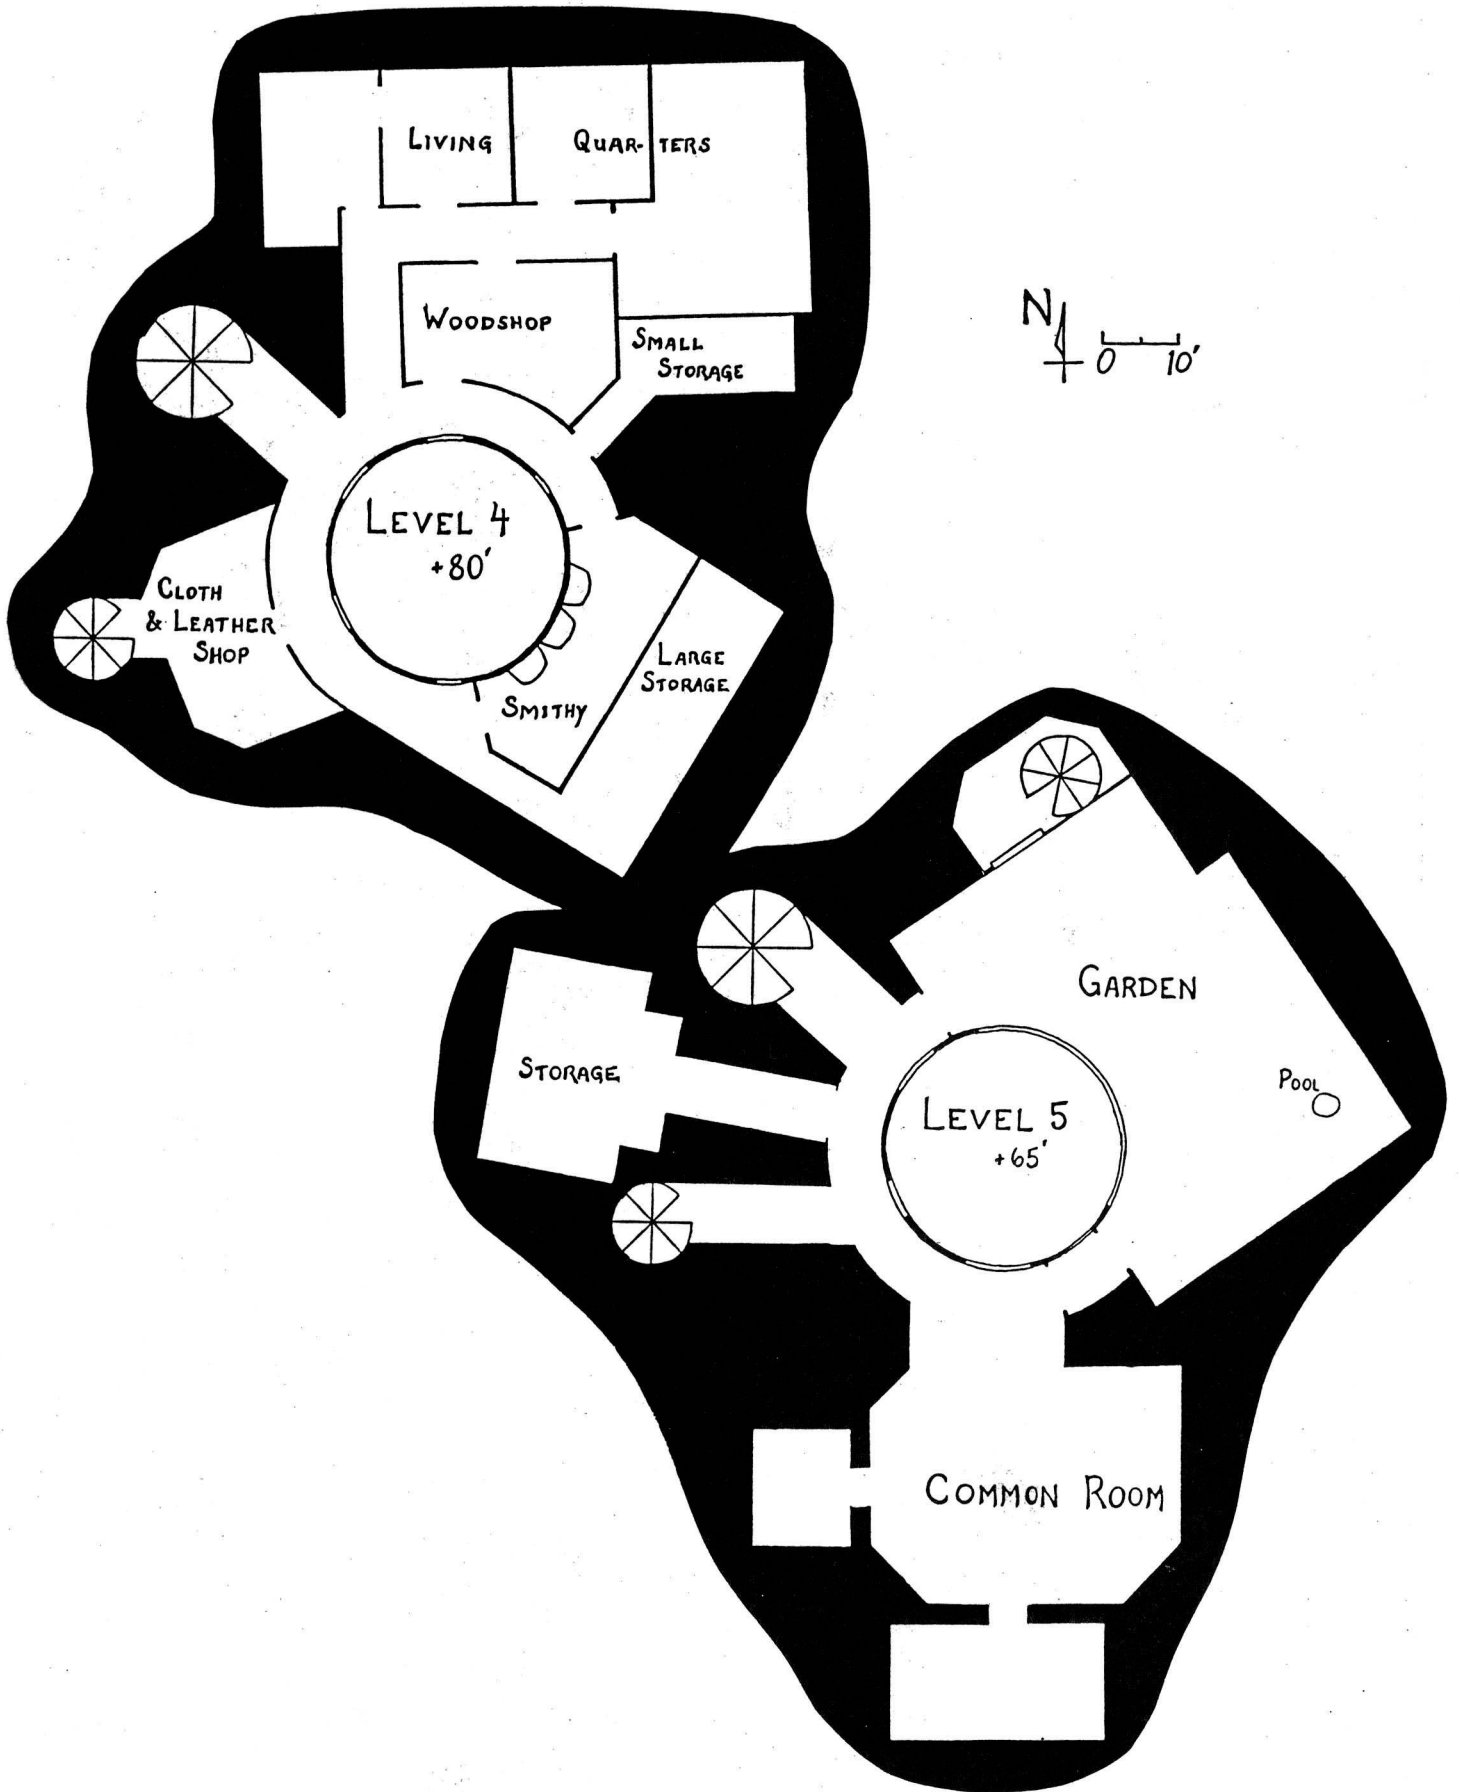 LIVING QUAR- TERS
WOODSHOP
SMALL
STORAGE
N
0 10'
LEVEL 4
+80'
CLOTH
& LEATHER
SHOP
LARGE
STORAGE
SMITHY
GARDEN
STORAGE
POOL
LEVEL 5
+65'
COMMON ROOM